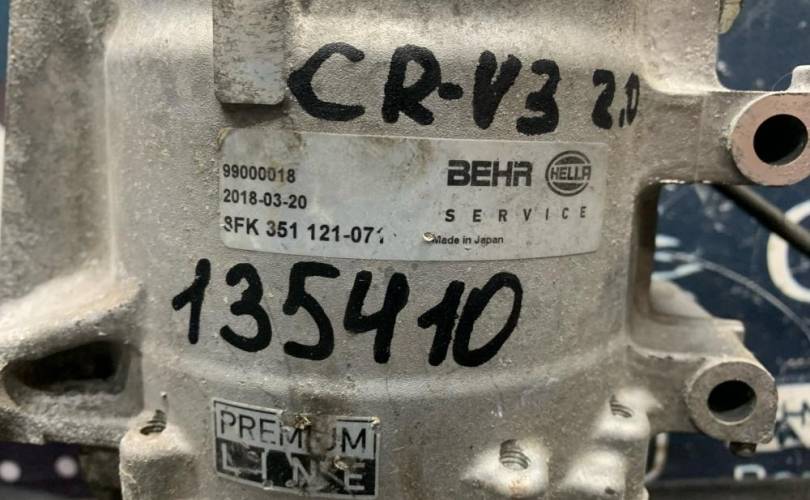 CR-V3 2.0
99000018
2018-03-20
8FK 351 121-071
BEHR HELLA
SERVICE
Made in Japan
135410
PREMIUM
LINE